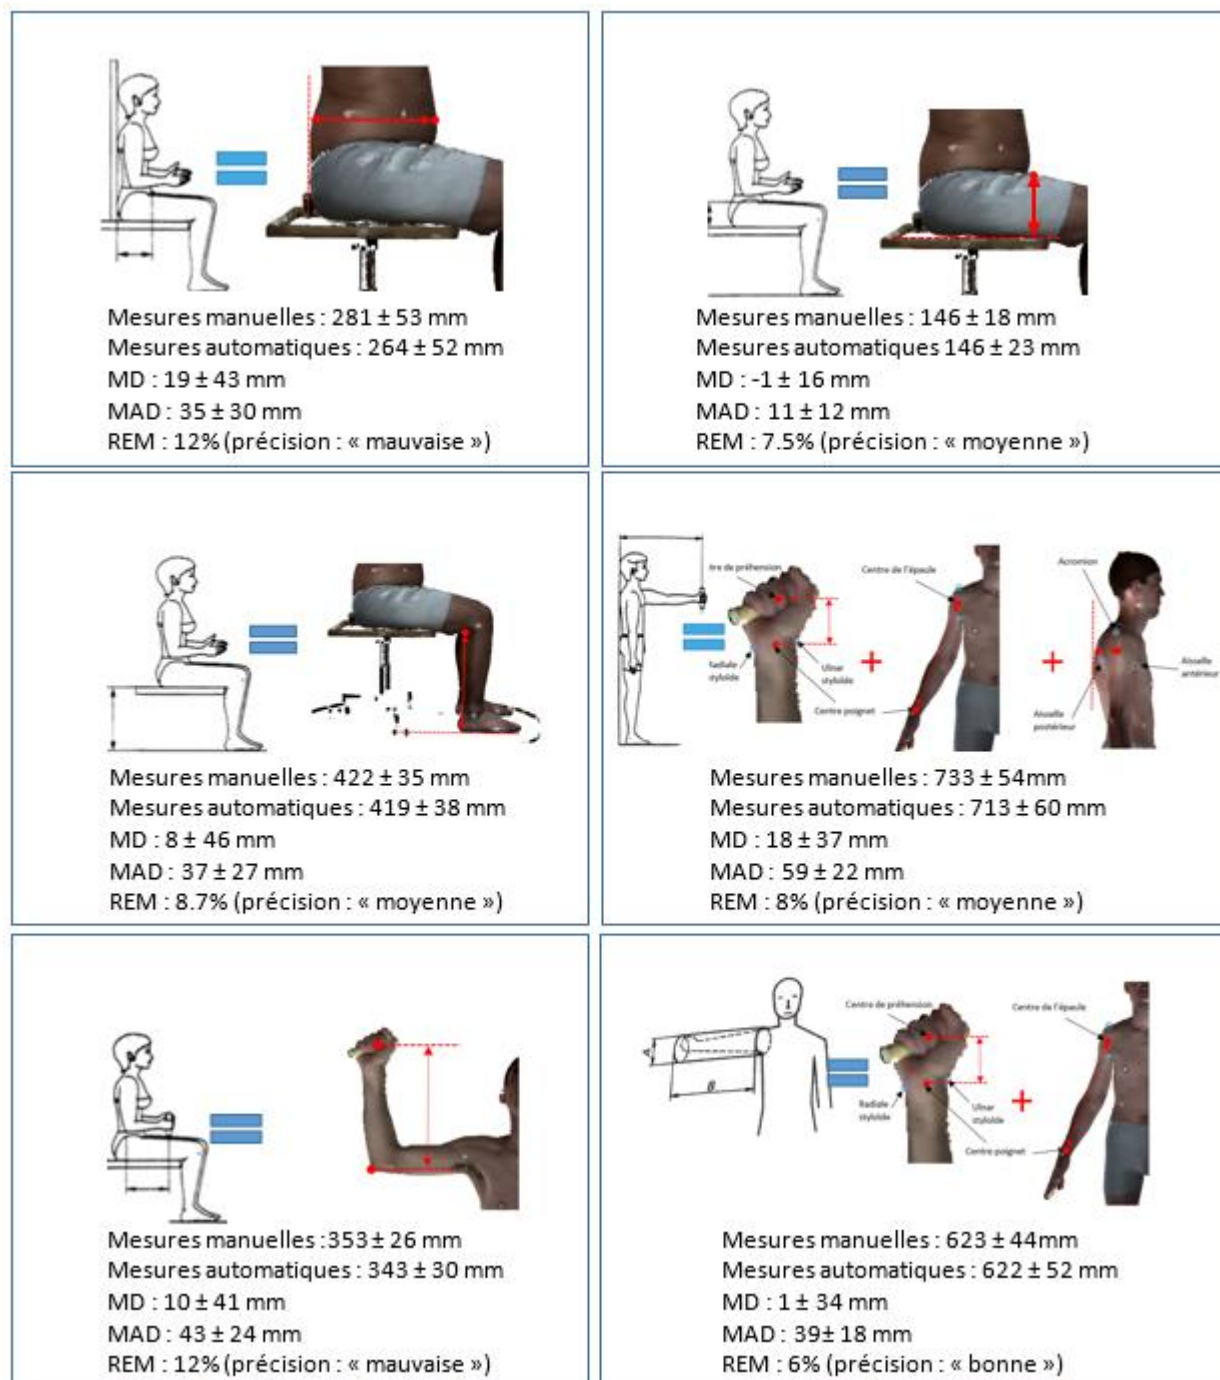 Mesures manuelles : 281 ± 53 mm
Mesures automatiques : 264 ± 52 mm
MD : 19 ± 43 mm
MAD : 35 ± 30 mm
REM : 12% (précision : « mauvaise »)
Mesures manuelles : 146 ± 18 mm
Mesures automatiques 146 ± 23 mm
MD : -1 ± 16 mm
MAD : 11 ± 12 mm
REM : 7.5% (précision : « moyenne »)
Mesures manuelles : 422 ± 35 mm
Mesures automatiques : 419 ± 38 mm
MD : 8 ± 46 mm
MAD : 37 ± 27 mm
REM : 8.7% (précision : « moyenne »)
tre de préhension
Radiale
styloïde
Ulnar
styloïde
Centre poignet
Centre de l'épaule
Acromion
Aisselle
antérieur
Aisselle
postérieur
Mesures manuelles : 733 ± 54mm
Mesures automatiques : 713 ± 60 mm
MD : 18 ± 37 mm
MAD : 59 ± 22 mm
REM : 8% (précision : « moyenne »)
Mesures manuelles :353 ± 26 mm
Mesures automatiques : 343 ± 30 mm
MD : 10 ± 41 mm
MAD : 43 ± 24 mm
REM : 12% (précision : « mauvaise »)
A
B
Centre de préhension
Radiale
styloïde
Ulnar
styloïde
Centre poignet
Centre de l'épaule
Mesures manuelles : 623 ± 44mm
Mesures automatiques : 622 ± 52 mm
MD : 1 ± 34 mm
MAD : 39± 18 mm
REM : 6% (précision : « bonne »)